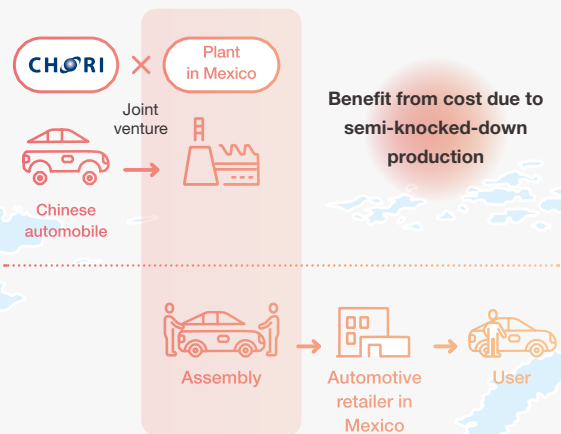 CHORI
Plant
in Mexico
Joint
venture
Benefit from cost due to
semi-knocked-down
production
Chinese
automobile
Assembly
Automotive
retailer in
Mexico
User